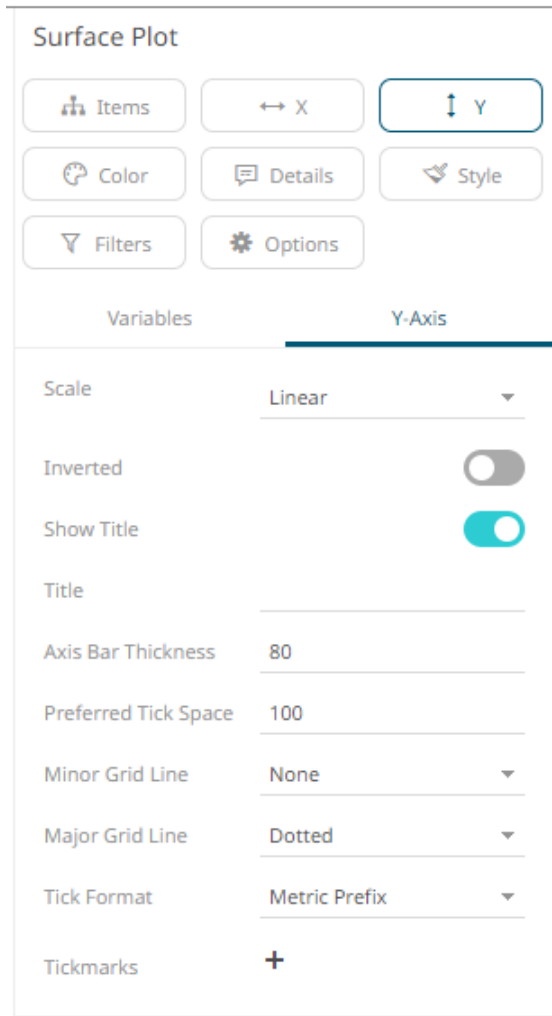 Surface Plot
Items X Y
Color Details Style
Filters Options
Variables Y-Axis
Scale Linear
Inverted
Show Title
Title
Axis Bar Thickness 80
Preferred Tick Space 100
Minor Grid Line None
Major Grid Line Dotted
Tick Format Metric Prefix
Tickmarks +